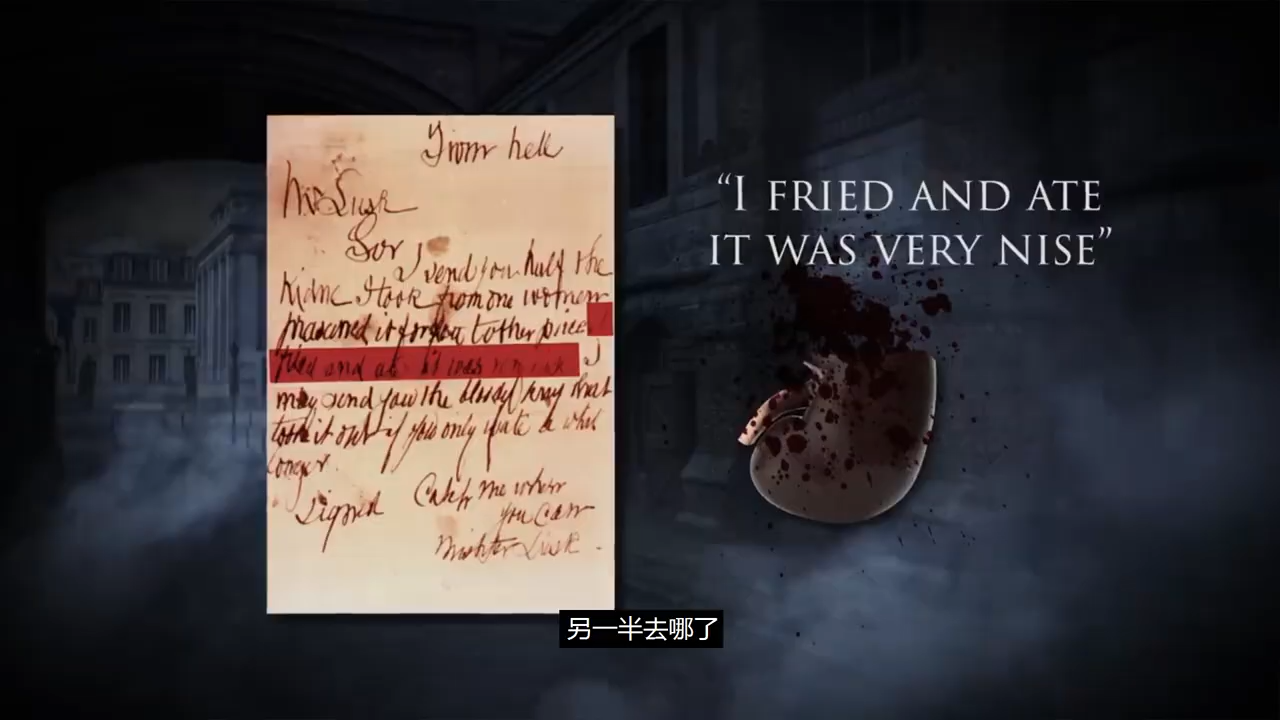 From hell
Mr Lusk
Sor
I send you half the
Kidne I took from one women
prasarved it for you tother piece I
fried and ate it was very nise I
may send you the bloody knif that
took it out if you only wate a whil
longer.
Signed Catch me when
you Can
Mishter Lusk.
“I FRIED AND ATE
IT WAS VERY NISE”
另一半去哪了